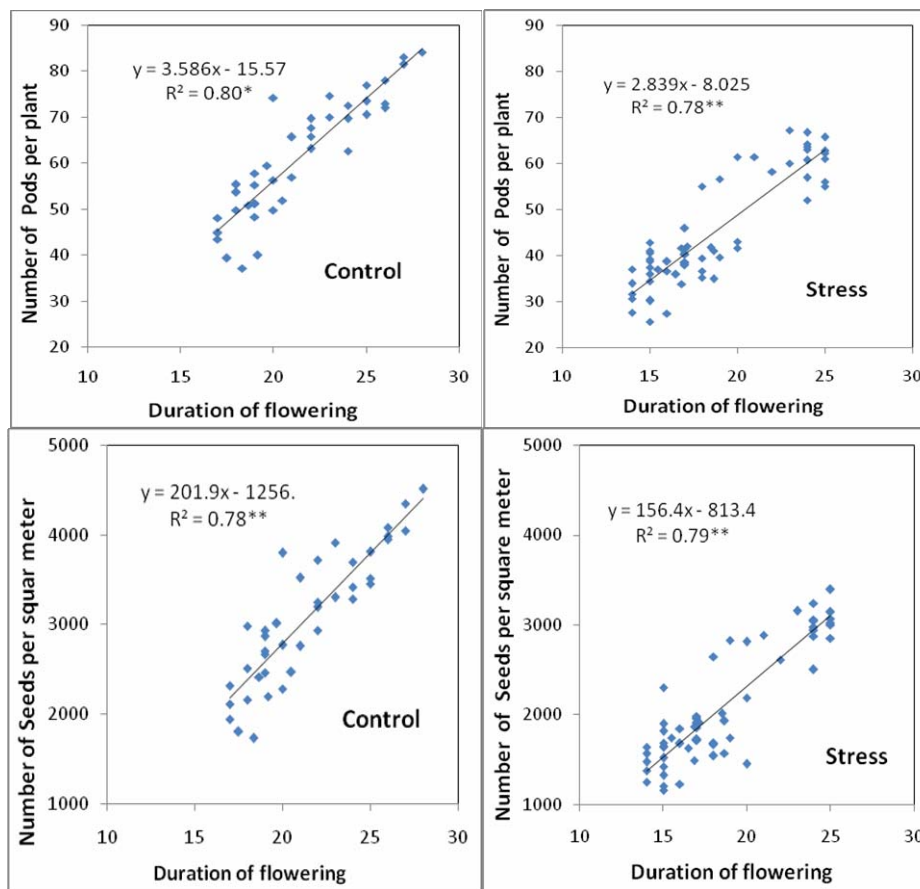 Number of Pods per plant
90
80
70
60
50
40
30
20
y = 3.586x - 15.57
R² = 0.80*
Control
10
15
20
25
30
Duration of flowering
Number of Pods per plant
90
80
70
60
50
40
30
20
y = 2.839x - 8.025
R² = 0.78**
Stress
10
15
20
25
30
Duration of flowering
Number of Seeds per squar meter
5000
4000
3000
2000
1000
y = 201.9x - 1256.
R² = 0.78**
Control
10
15
20
25
30
Duration of flowering
Number of Seeds per square meter
5000
4000
3000
2000
1000
y = 156.4x - 813.4
R² = 0.79**
Stress
10
15
20
25
30
Duration of flowering